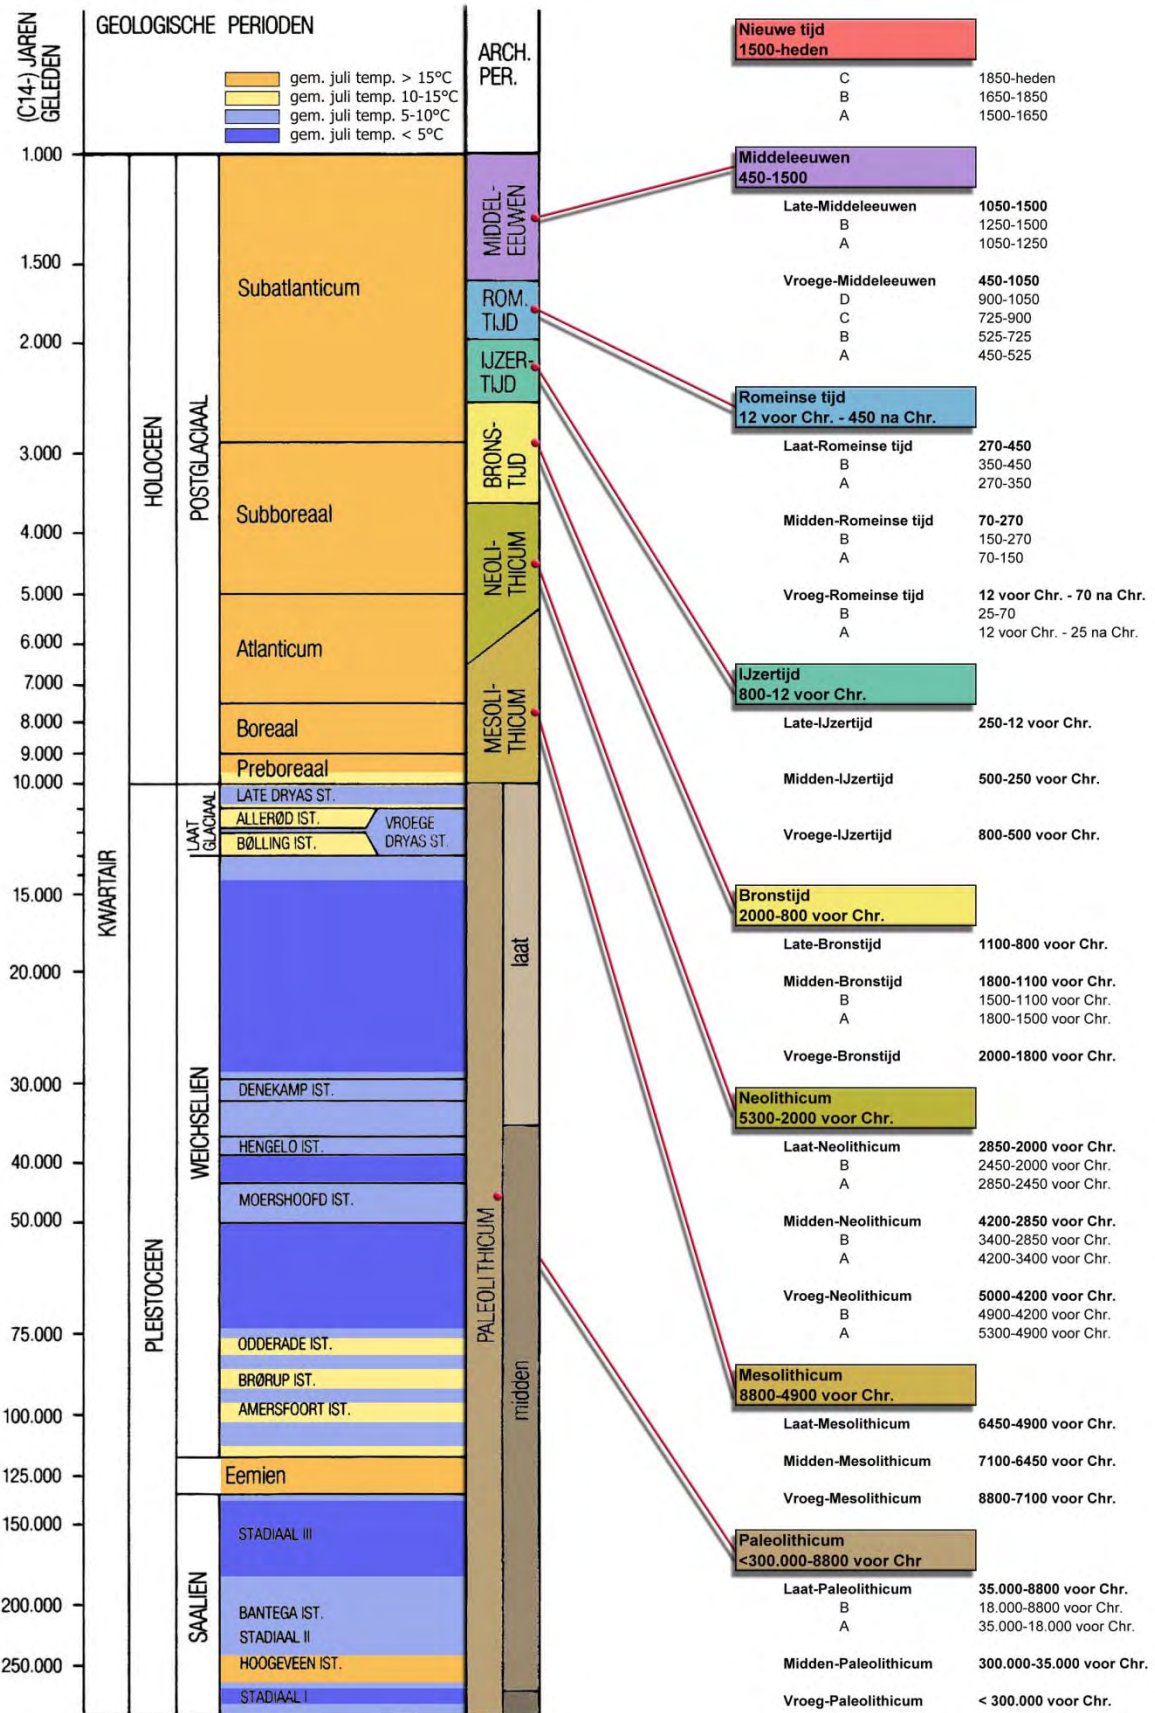 (C14-) JAREN
GELEDEN
GEOLOGISCHE PERIODEN
gem. juli temp. > 15°C
gem. juli temp. 10-15°C
gem. juli temp. 5-10°C
gem. juli temp. < 5°C
ARCH.
PER.
1.000
1.500
2.000
3.000
4.000
5.000
6.000
7.000
8.000
9.000
10.000
15.000
20.000
30.000
40.000
50.000
75.000
100.000
125.000
150.000
200.000
250.000
KWARTAIR
HOLOCEEN
PLEISTOCEEN
POSTGLACIAAL
LAAT
GLACIAAL
WEICHSELIEN
SAALIEN
Subatlanticum
Subboreaal
Atlanticum
Boreaal
Preboreaal
LATE DRYAS ST.
ALLERØD IST.
VROEGE
DRYAS ST.
BØLLING IST.
DENEKAMP IST.
HENGELO IST.
MOERSHOOFD IST.
ODDERADE IST.
BRØRUP IST.
AMERSFOORT IST.
Eemien
STADIAAL III
BANTEGA IST.
STADIAAL II
HOOGEVEEN IST.
STADIAAL I
MIDDEL-
EEUWEN
ROM.
TIJD
IJZER-
TIJD
BRONS-
TIJD
NEOLI-
THICUM
MESOLI-
THICUM
PALEOLITHICUM
laat
midden
Nieuwe tijd
1500-heden
C 1850-heden
B 1650-1850
A 1500-1650
Middeleeuwen
450-1500
Late-Middeleeuwen 1050-1500
B 1250-1500
A 1050-1250
Vroege-Middeleeuwen 450-1050
D 900-1050
C 725-900
B 525-725
A 450-525
Romeinse tijd
12 voor Chr. - 450 na Chr.
Laat-Romeinse tijd 270-450
B 350-450
A 270-350
Midden-Romeinse tijd 70-270
B 150-270
A 70-150
Vroeg-Romeinse tijd 12 voor Chr. - 70 na Chr.
B 25-70
A 12 voor Chr. - 25 na Chr.
IJzertijd
800-12 voor Chr.
Late-IJzertijd 250-12 voor Chr.
Midden-IJzertijd 500-250 voor Chr.
Vroege-IJzertijd 800-500 voor Chr.
Bronstijd
2000-800 voor Chr.
Late-Bronstijd 1100-800 voor Chr.
Midden-Bronstijd 1800-1100 voor Chr.
B 1500-1100 voor Chr.
A 1800-1500 voor Chr.
Vroege-Bronstijd 2000-1800 voor Chr.
Neolithicum
5300-2000 voor Chr.
Laat-Neolithicum 2850-2000 voor Chr.
B 2450-2000 voor Chr.
A 2850-2450 voor Chr.
Midden-Neolithicum 4200-2850 voor Chr.
B 3400-2850 voor Chr.
A 4200-3400 voor Chr.
Vroeg-Neolithicum 5000-4200 voor Chr.
B 4900-4200 voor Chr.
A 5300-4900 voor Chr.
Mesolithicum
8800-4900 voor Chr.
Laat-Mesolithicum 6450-4900 voor Chr.
Midden-Mesolithicum 7100-6450 voor Chr.
Vroeg-Mesolithicum 8800-7100 voor Chr.
Paleolithicum
<300.000-8800 voor Chr
Laat-Paleolithicum 35.000-8800 voor Chr.
B 18.000-8800 voor Chr.
A 35.000-18.000 voor Chr.
Midden-Paleolithicum 300.000-35.000 voor Chr.
Vroeg-Paleolithicum < 300.000 voor Chr.